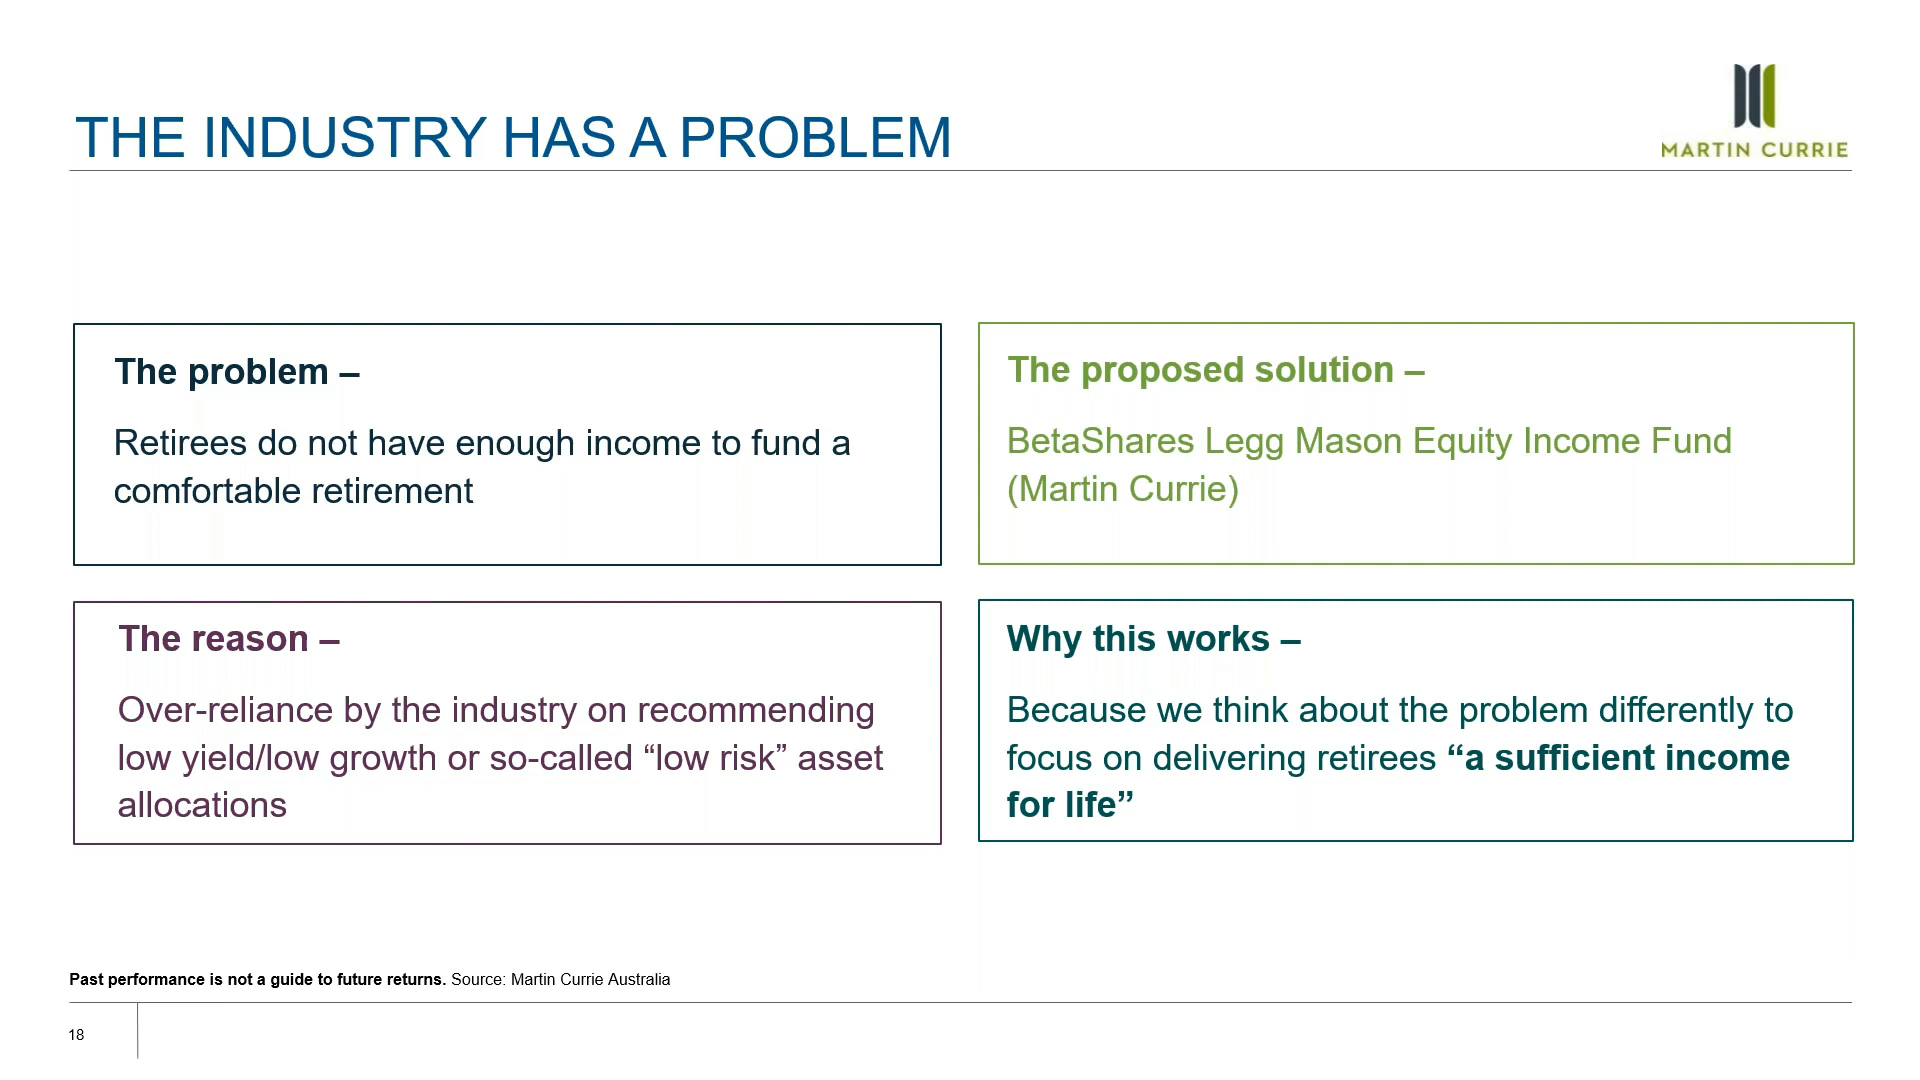 THE INDUSTRY HAS A PROBLEM
MARTIN CURRIE
The problem –
Retirees do not have enough income to fund a
comfortable retirement
The proposed solution –
BetaShares Legg Mason Equity Income Fund
(Martin Currie)
The reason –
Over-reliance by the industry on recommending
low yield/low growth or so-called “low risk” asset
allocations
Why this works –
Because we think about the problem differently to
focus on delivering retirees “a sufficient income
for life”
Past performance is not a guide to future returns. Source: Martin Currie Australia
18